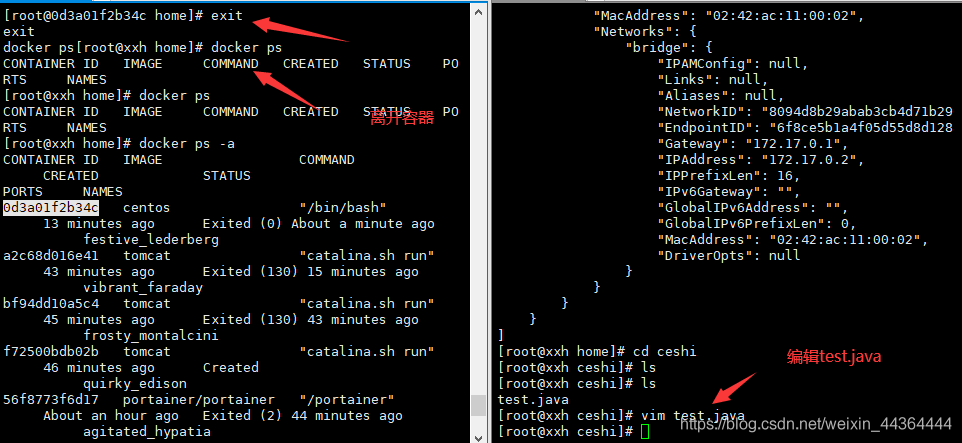 [root@0d3a01f2b34c home]# exit
exit
docker ps[root@xxh home]# docker ps
CONTAINER ID   IMAGE     COMMAND   CREATED   STATUS    PO
RTS     NAMES
[root@xxh home]# docker ps
CONTAINER ID   IMAGE     COMMAND   CREATED   STATUS    PO
RTS     NAMES
离开容器
[root@xxh home]# docker ps -a
CONTAINER ID   IMAGE                 COMMAND
     CREATED             STATUS
PORTS     NAMES
0d3a01f2b34c   centos                "/bin/bash"
     13 minutes ago      Exited (0) About a minute ago
          festive_lederberg
a2c68d016e41   tomcat                "catalina.sh run"
     43 minutes ago      Exited (130) 15 minutes ago
          vibrant_faraday
bf94dd10a5c4   tomcat                "catalina.sh run"
     45 minutes ago      Exited (130) 43 minutes ago
          frosty_montalcini
f72500bdb02b   tomcat                "catalina.sh run"
     46 minutes ago      Created
          quirky_edison
56f8773f6d17   portainer/portainer   "/portainer"
     About an hour ago   Exited (2) 44 minutes ago
          agitated_hypatia
            "MacAddress": "02:42:ac:11:00:02",
            "Networks": {
                "bridge": {
                    "IPAMConfig": null,
                    "Links": null,
                    "Aliases": null,
                    "NetworkID": "8094d8b29abab3cb4d71b29
                    "EndpointID": "6f8ce5b1a4f05d55d8d128
                    "Gateway": "172.17.0.1",
                    "IPAddress": "172.17.0.2",
                    "IPPrefixLen": 16,
                    "IPv6Gateway": "",
                    "GlobalIPv6Address": "",
                    "GlobalIPv6PrefixLen": 0,
                    "MacAddress": "02:42:ac:11:00:02",
                    "DriverOpts": null
                }
            }
        }
    }
]
[root@xxh home]# cd ceshi
编辑test.java
[root@xxh ceshi]# ls
[root@xxh ceshi]# ls
test.java
[root@xxh ceshi]# vim test.java
[root@xxh ceshi]#
https://blog.csdn.net/weixin_44364444